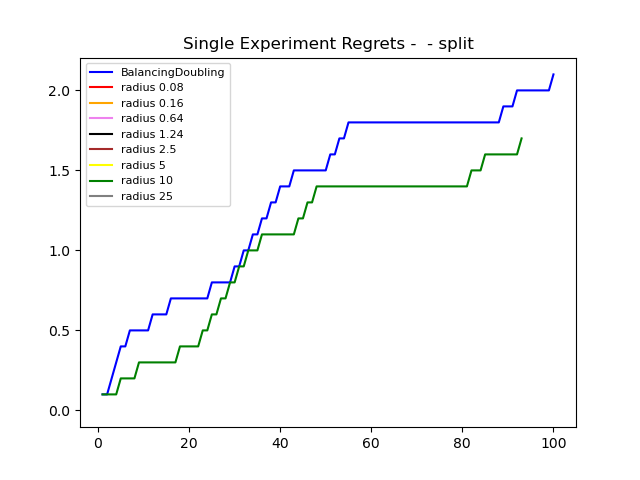 Single Experiment Regrets -  - split
BalancingDoubling
radius 0.08
radius 0.16
radius 0.64
radius 1.24
radius 2.5
radius 5
radius 10
radius 25
2.0
1.5
1.0
0.5
0.0
0 20 40 60 80 100